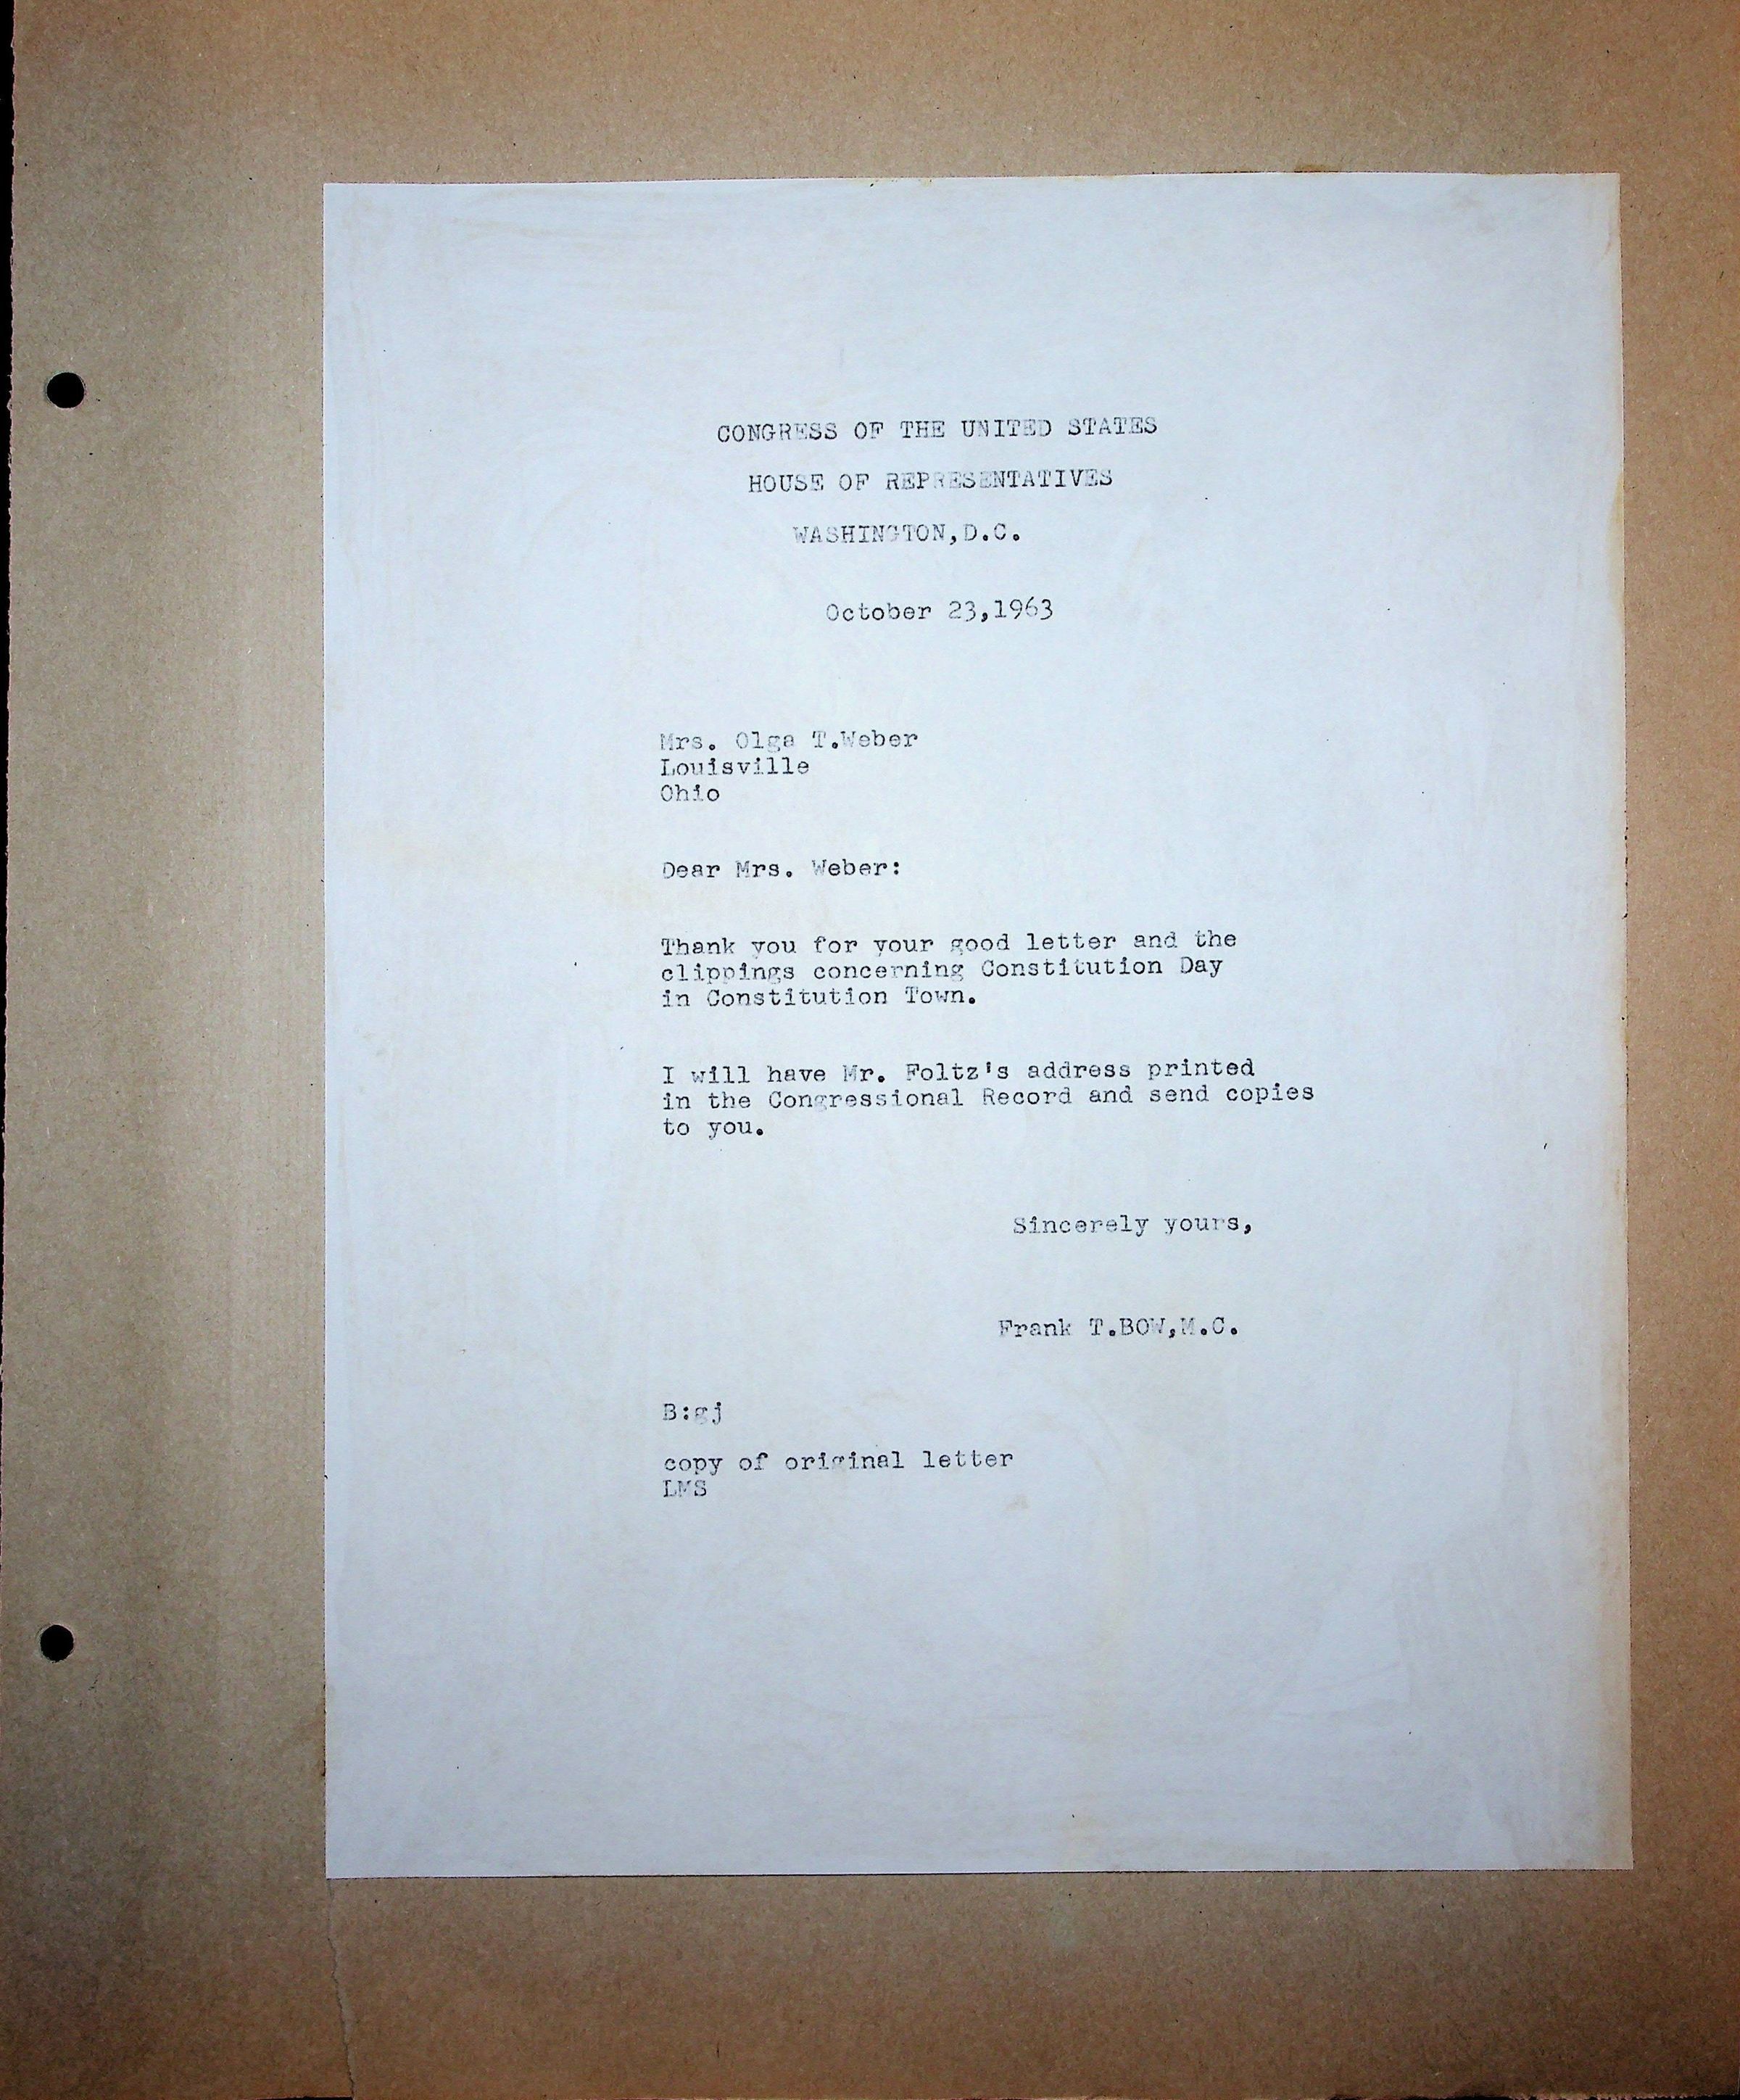 CONGRESS OF THE UNITED STATES
HOUSE OF REPRESENTATIVES
WASHINGTON,D.C.
October 23,1963
Mrs. Olga T.Weber
Louisville
Ohio
Dear Mrs. Weber:
Thank you for your good letter and the
clippings concerning Constitution Day
in Constitution Town.
I will have Mr. Foltz's address printed
in the Congressional Record and send copies
to you.
Sincerely yours,
Frank T.BOW,M.C.
B:gj
copy of original letter
LMS